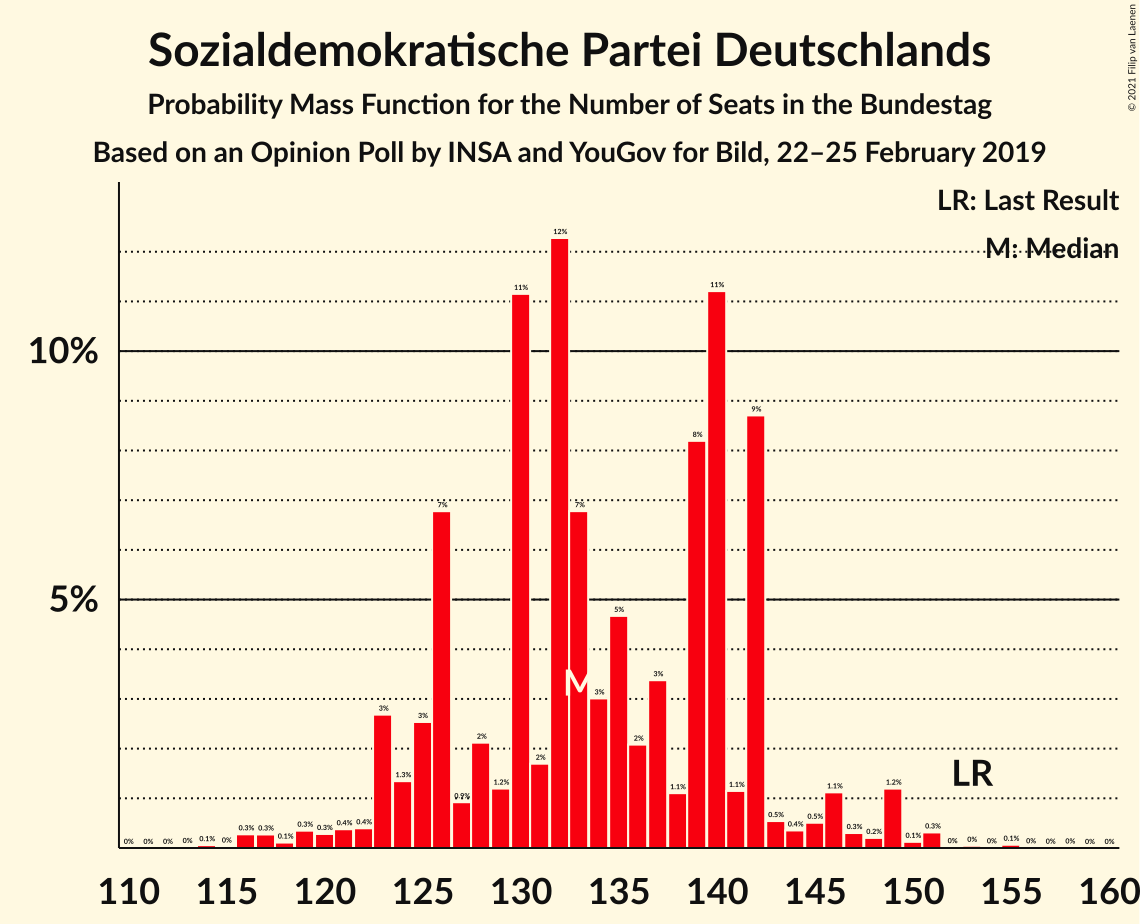 Sozialdemokratische Partei Deutschlands
Probability Mass Function for the Number of Seats in the Bundestag
Based on an Opinion Poll by INSA and YouGov for Bild, 22–25 February 2019
© 2021 Filip van Laenen
LR: Last Result
M: Median
10%
5%
0% 0% 0% 0% 0.1% 0% 0.3% 0.3% 0.1% 0.3% 0.3% 0.4% 0.4% 3% 1.3% 3% 7% 0.9% 2% 1.2% 11% 2% 12% 7% 3% 5% 2% 3% 1.1% 8% 11% 1.1% 9% 0.5% 0.4% 0.5% 1.1% 0.3% 0.2% 1.2% 0.1% 0.3% 0% 0% 0% 0.1% 0% 0% 0% 0% 0%
M
LR
110 115 120 125 130 135 140 145 150 155 160